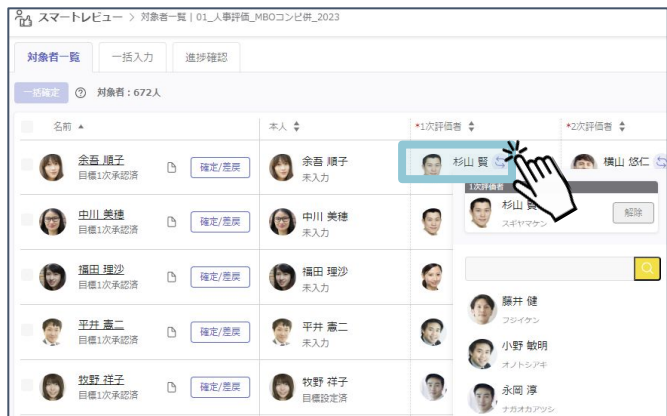 スマートレビュー > 対象者一覧 | 01_人事評価_MBOコンピ併_2023
対象者一覧 一括入力 進捗確認
一括確定 ? 対象者：672人
名前 ▲ 本人 *1次評価者 *2次評価者
余吾 順子 確定/差戻 余吾 順子 杉山 賢 横山 悠仁
目標1次承認済 未入力
1次評価者
中川 美穂 確定/差戻 中川 美穂 杉山 賢 解除
目標1次承認済 未入力 スギヤマケン
福田 理沙 確定/差戻 福田 理沙
目標1次承認済 未入力
藤井 健
フジイケン
平井 憲二 確定/差戻 平井 憲二
目標1次承認済 未入力
小野 敏明
オノトシアキ
牧野 祥子 確定/差戻 牧野 祥子 永岡 淳
目標1次承認済 目標設定済 ナガオカアツシ